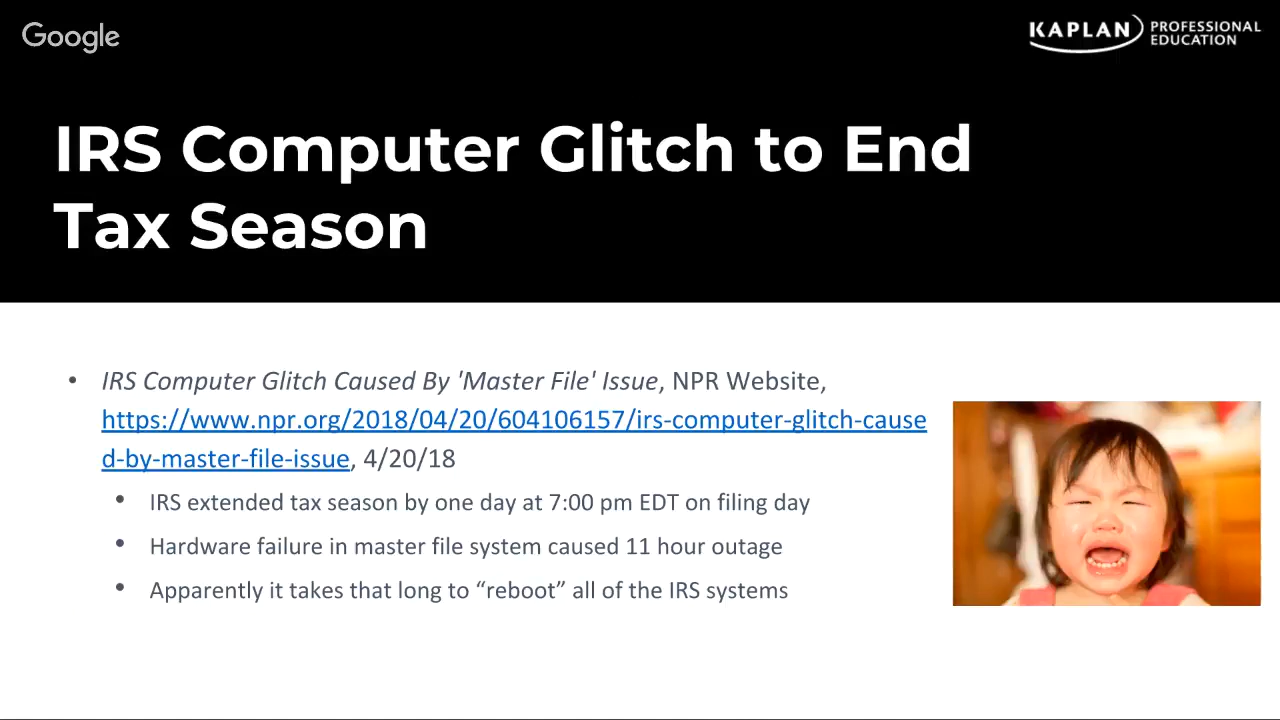 Google
KAPLAN PROFESSIONAL
EDUCATION
IRS Computer Glitch to End
Tax Season
• IRS Computer Glitch Caused By 'Master File' Issue, NPR Website,
https://www.npr.org/2018/04/20/604106157/irs-computer-glitch-cause
d-by-master-file-issue, 4/20/18
• IRS extended tax season by one day at 7:00 pm EDT on filing day
• Hardware failure in master file system caused 11 hour outage
• Apparently it takes that long to “reboot” all of the IRS systems